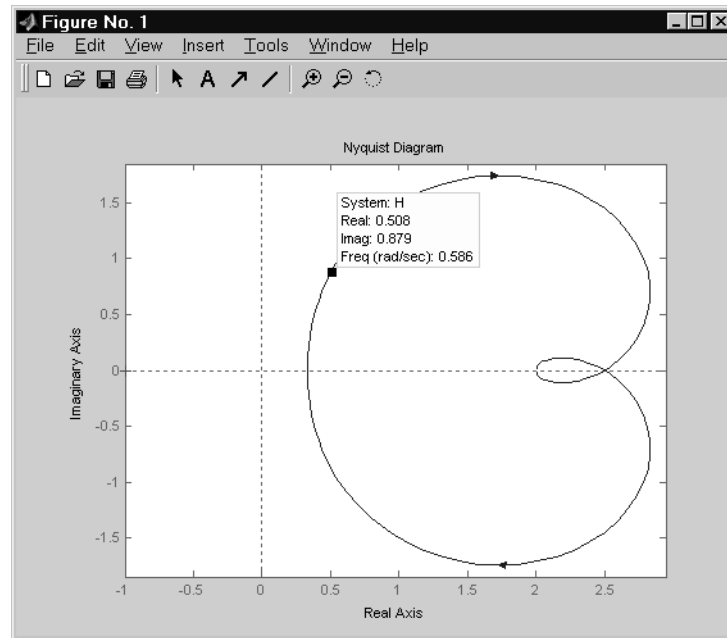 Figure No. 1
File Edit View Insert Tools Window Help
A
Nyquist Diagram
System: H
Real: 0.508
Imag: 0.879
Freq (rad/sec): 0.586
Imaginary Axis
1.5
1
0.5
0
-0.5
-1
-1.5
-1 -0.5 0 0.5 1 1.5 2 2.5
Real Axis